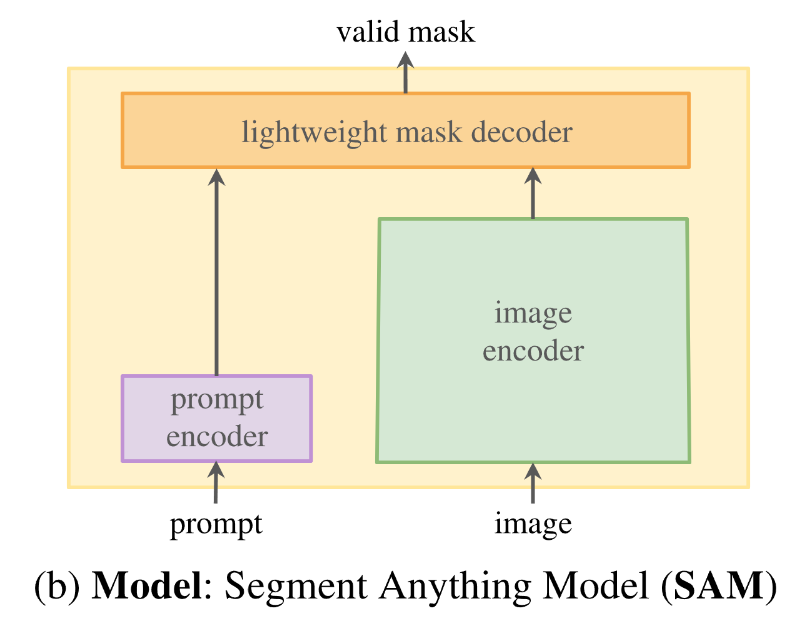 valid mask
lightweight mask decoder
image
encoder
prompt
encoder
prompt
image
(b) Model: Segment Anything Model (SAM)